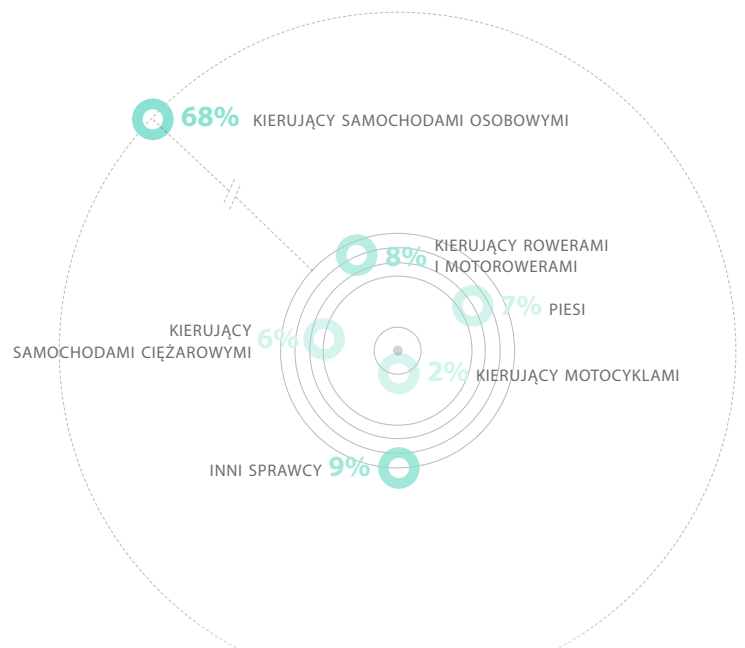 68% KIERUJĄCY SAMOCHODAMI OSOBOWYMI
8% KIERUJĄCY ROWERAMI
I MOTOROWERAMI
7% PIESI
KIERUJĄCY
SAMOCHODAMI CIĘŻAROWYMI 6%
2% KIERUJĄCY MOTOCYKLAMI
INNI SPRAWCY 9%